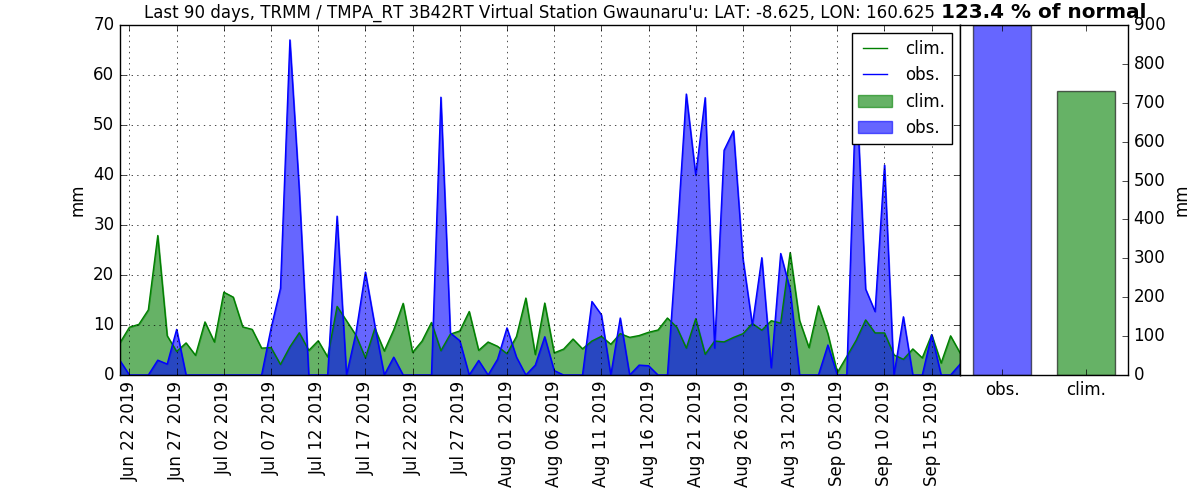 Last 90 days, TRMM / TMPA_RT 3B42RT Virtual Station Gwaunaru'u: LAT: -8.625, LON: 160.625 123.4 % of normal
70
60
50
40
30
20
10
0
mm
clim.
obs.
clim.
obs.
900
800
700
600
500
400
300
200
100
0
mm
Jun 22 2019
Jun 27 2019
Jul 02 2019
Jul 07 2019
Jul 12 2019
Jul 17 2019
Jul 22 2019
Jul 27 2019
Aug 01 2019
Aug 06 2019
Aug 11 2019
Aug 16 2019
Aug 21 2019
Aug 26 2019
Aug 31 2019
Sep 05 2019
Sep 10 2019
Sep 15 2019
obs.
clim.